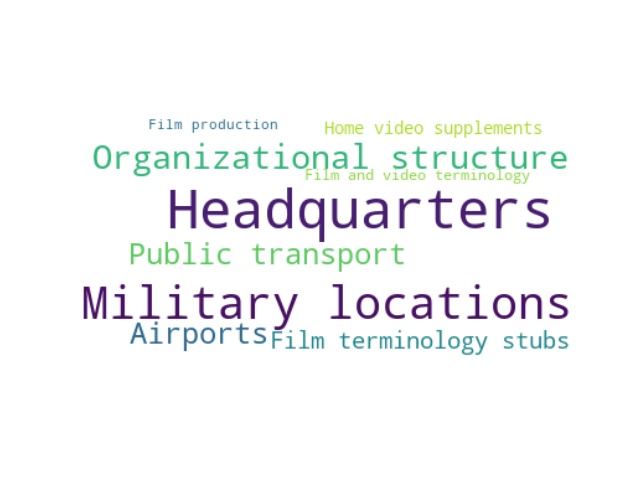 Film production
Home video supplements
Organizational structure
Film and video terminology
Headquarters
Public transport
Military locations
Airports
Film terminology stubs